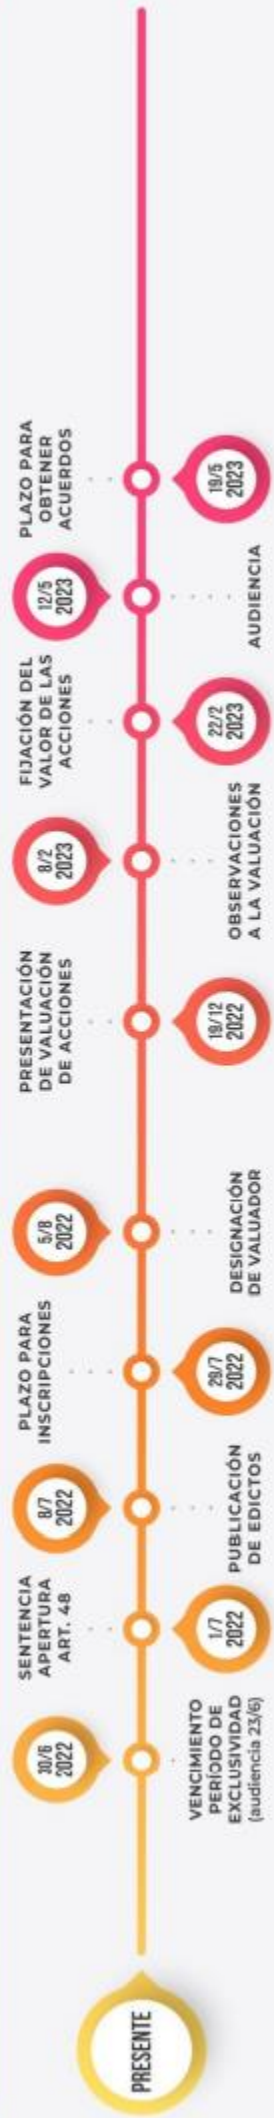 PRESENTE
30/6
2022
VENCIMIENTO
PERÍODO DE
EXCLUSIVIDAD
(audiencia 23/6)
SENTENCIA
APERTURA
ART. 48
1/7
2022
8/7
2022
PUBLICACIÓN
DE EDICTOS
PLAZO PARA
INSCRIPCIONES
29/7
2022
5/8
2022
DESIGNACIÓN
DE VALUADOR
PRESENTACIÓN
DE VALUACIÓN
DE ACCIONES
19/12
2022
8/2
2023
OBSERVACIONES
A LA VALUACIÓN
FIJACIÓN DEL
VALOR DE LAS
ACCIONES
22/2
2023
12/5
2023
AUDIENCIA
PLAZO PARA
OBTENER
ACUERDOS
19/5
2023